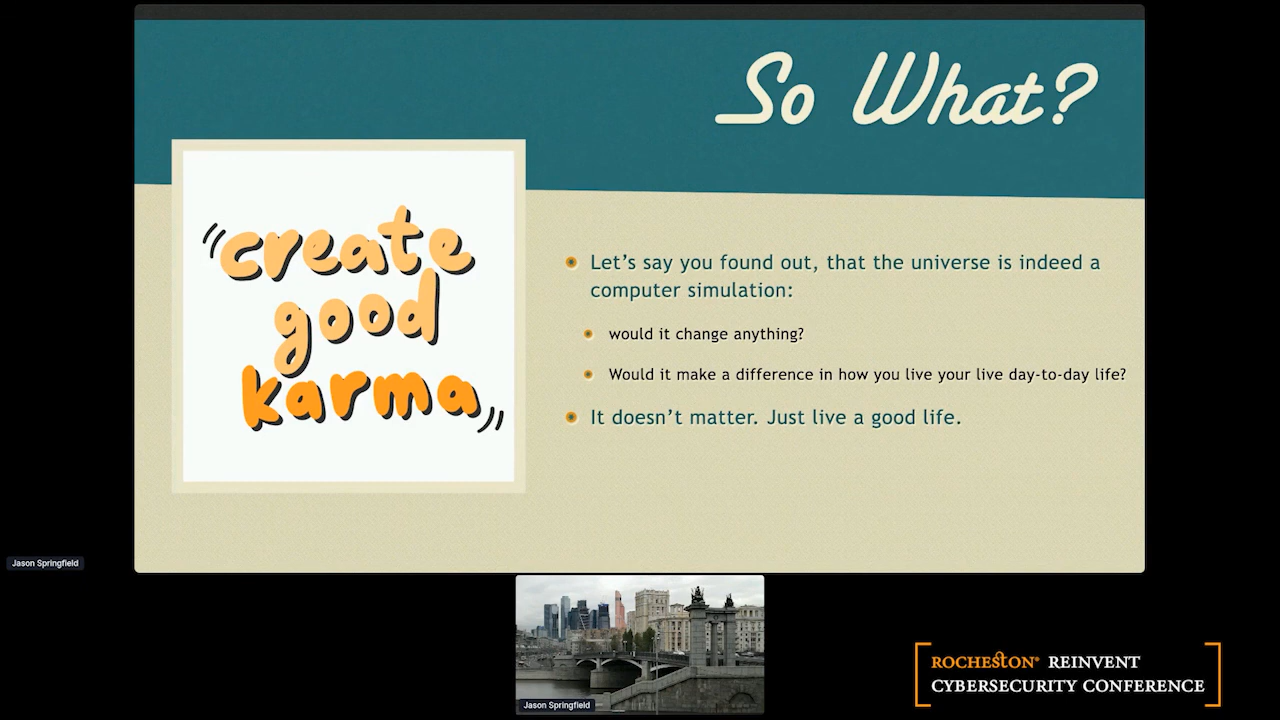 So What?
create
good
karma
Let's say you found out, that the universe is indeed a
computer simulation:
would it change anything?
Would it make a difference in how you live your live day-to-day life?
It doesn't matter. Just live a good life.
Jason Springfield
Jason Springfield
ROCHESTON® REINVENT
CYBERSECURITY CONFERENCE